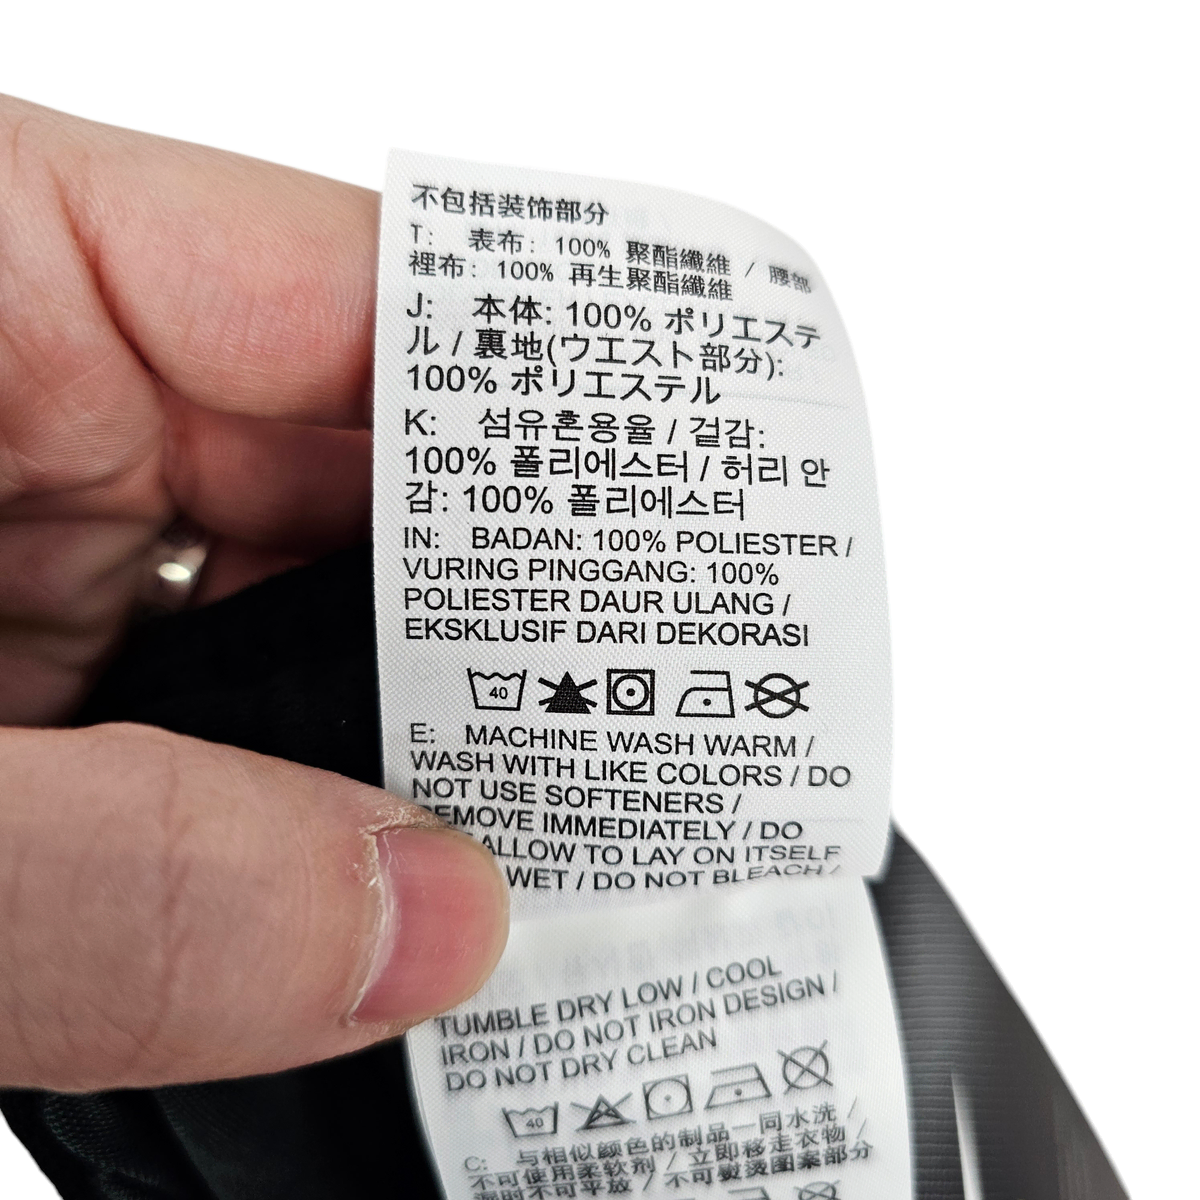 不包括装饰部分
T: 表布: 100% 聚酯纖維 / 腰部
裡布: 100% 再生聚酯纖維
J: 本体: 100% ポリエステ
ル / 裏地(ウエスト部分):
100% ポリエステル
K: 섬유혼용율 / 겉감:
100% 폴리에스터 / 허리 안
감: 100% 폴리에스터
IN: BADAN: 100% POLIESTER /
VURING PINGGANG: 100%
POLIESTER DAUR ULANG /
EKSKLUSIF DARI DEKORASI
40
E: MACHINE WASH WARM /
WASH WITH LIKE COLORS / DO
NOT USE SOFTENERS /
REMOVE IMMEDIATELY / DO
ALLOW TO LAY ON ITSELF
WET / DO NOT BLEACH /
TUMBLE DRY LOW / COOL
IRON / DO NOT IRON DESIGN /
DO NOT DRY CLEAN
40
C: 与相似颜色的制品一同水洗 /
不可使用柔软剂 / 立即移走衣物 /
湿时不可平放 / 不可熨烫图案部分